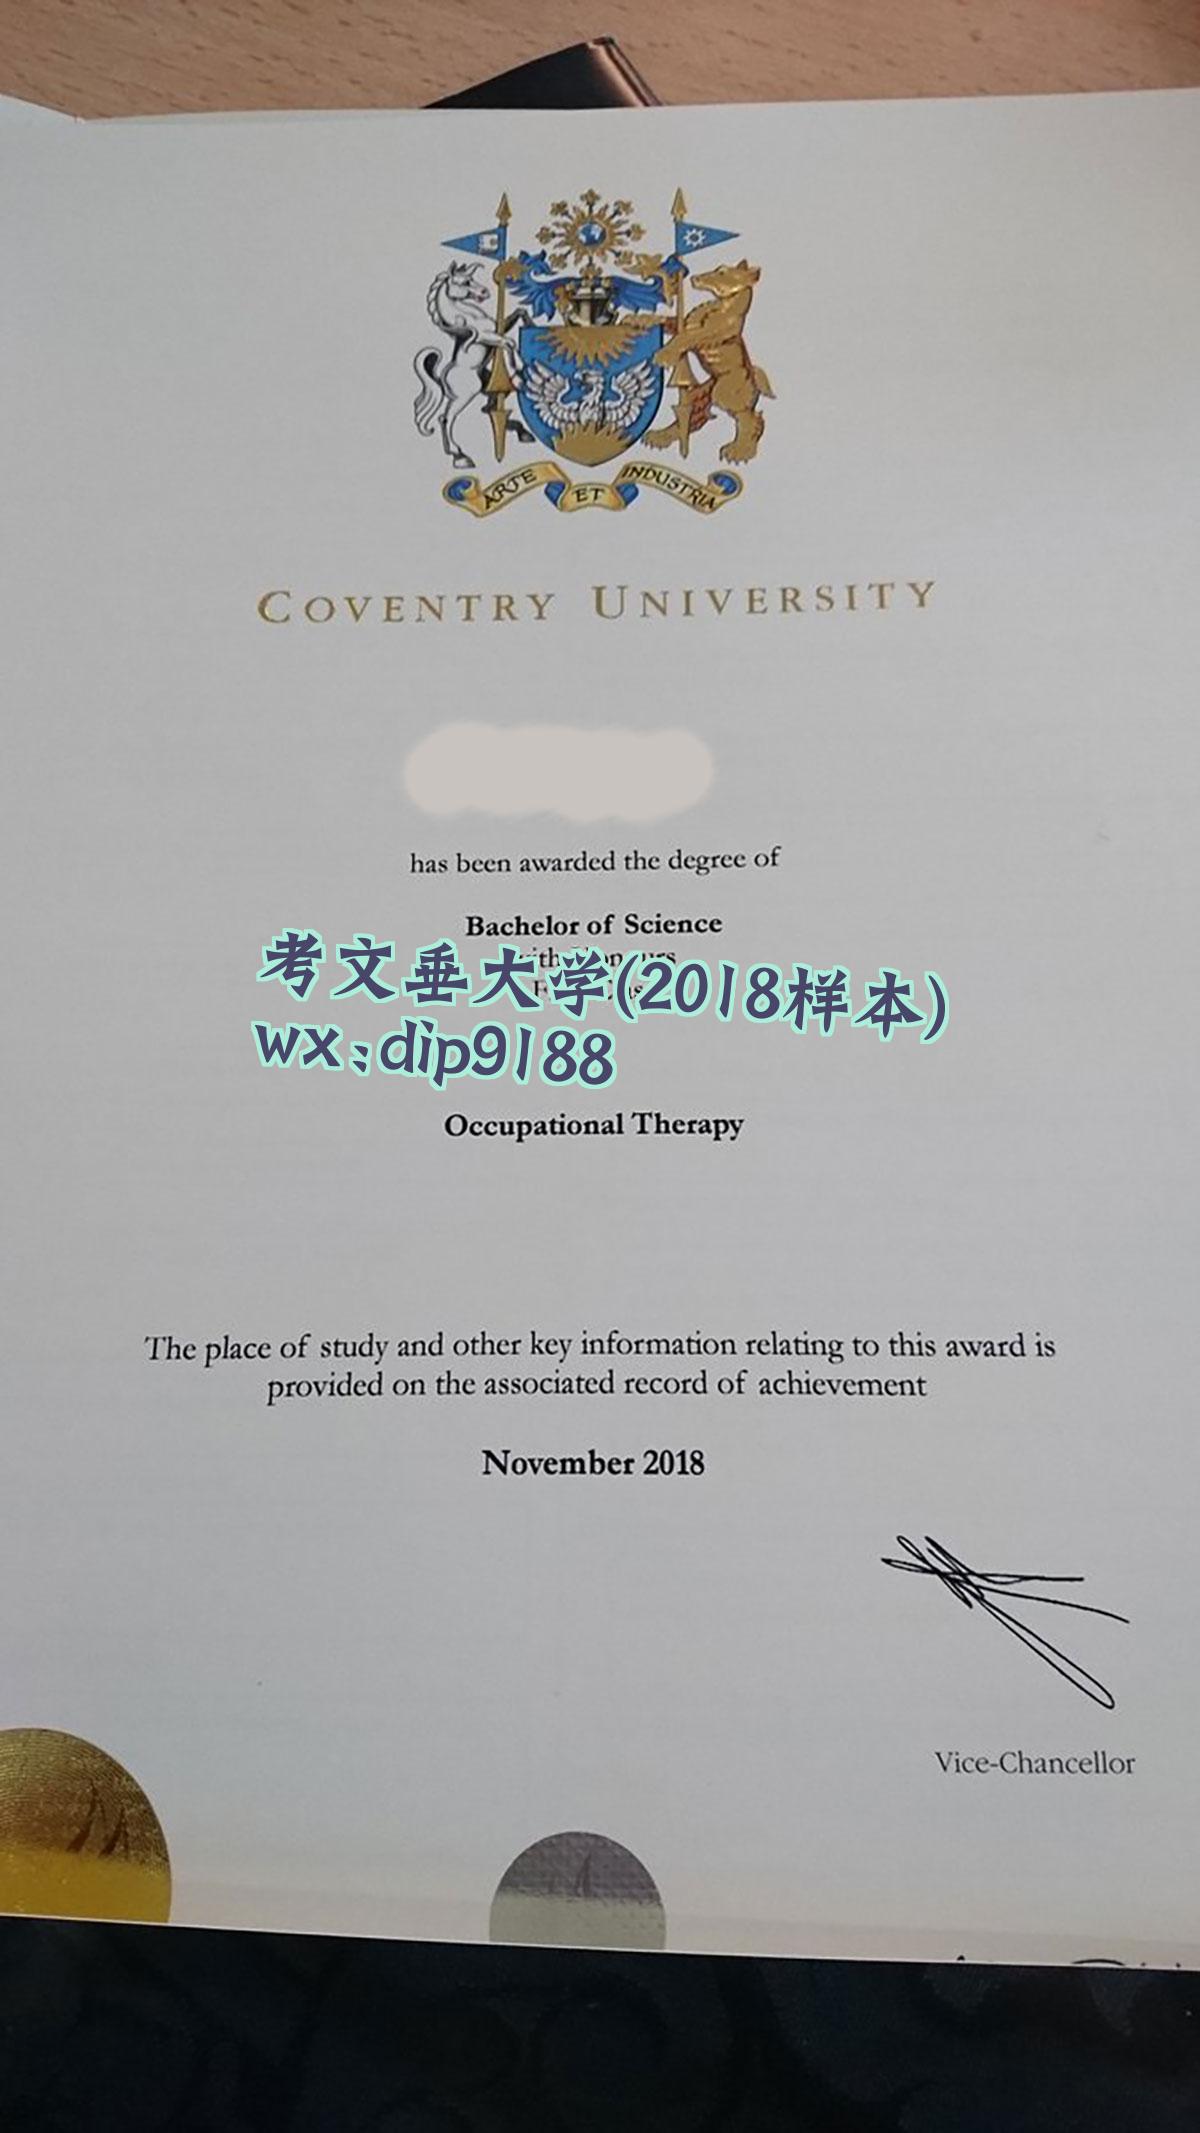 ARTE ET INDUSTRIA
COVENTRY UNIVERSITY
has been awarded the degree of
Bachelor of Science
考文垂大学(2018样本)
wx:dip9188
Occupational Therapy
The place of study and other key information relating to this award is
provided on the associated record of achievement
November 2018
Vice-Chancellor